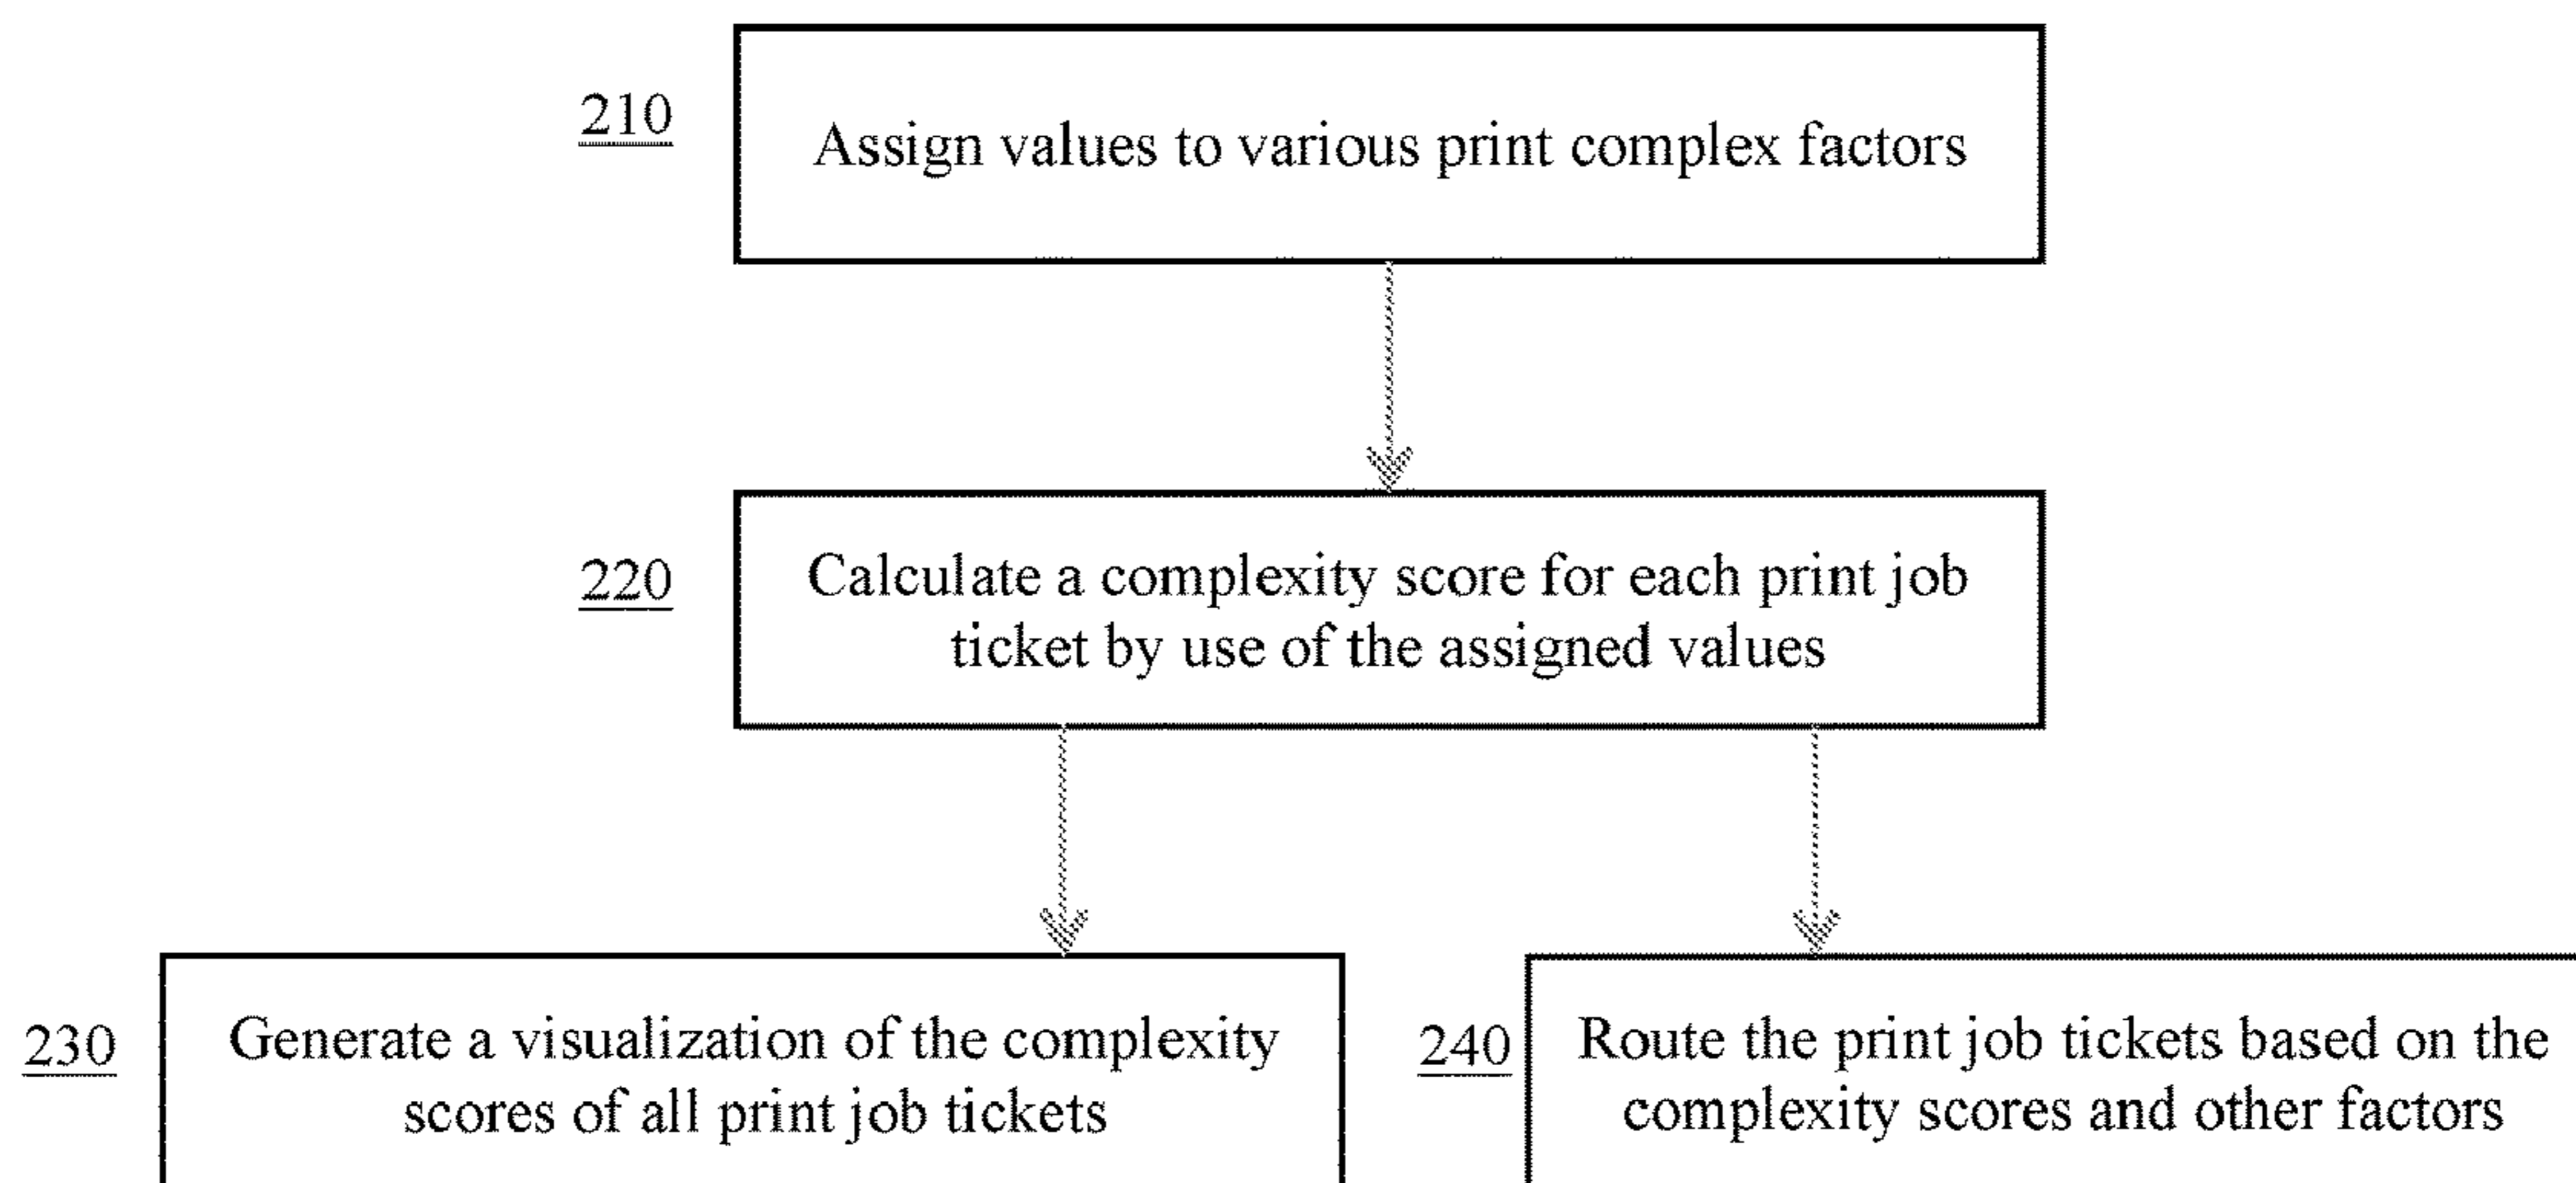 210
Assign values to various print complex factors
220
Calculate a complexity score for each print job
ticket by use of the assigned values
230
Generate a visualization of the complexity
scores of all print job tickets
240
Route the print job tickets based on the
complexity scores and other factors